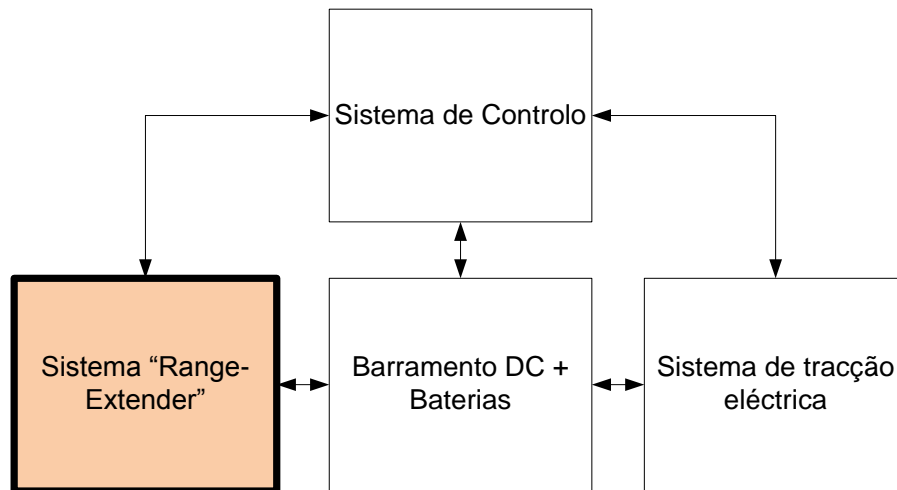 Sistema de Controlo
Sistema “Range-
Extender”
Barramento DC +
Baterias
Sistema de tracção
eléctrica